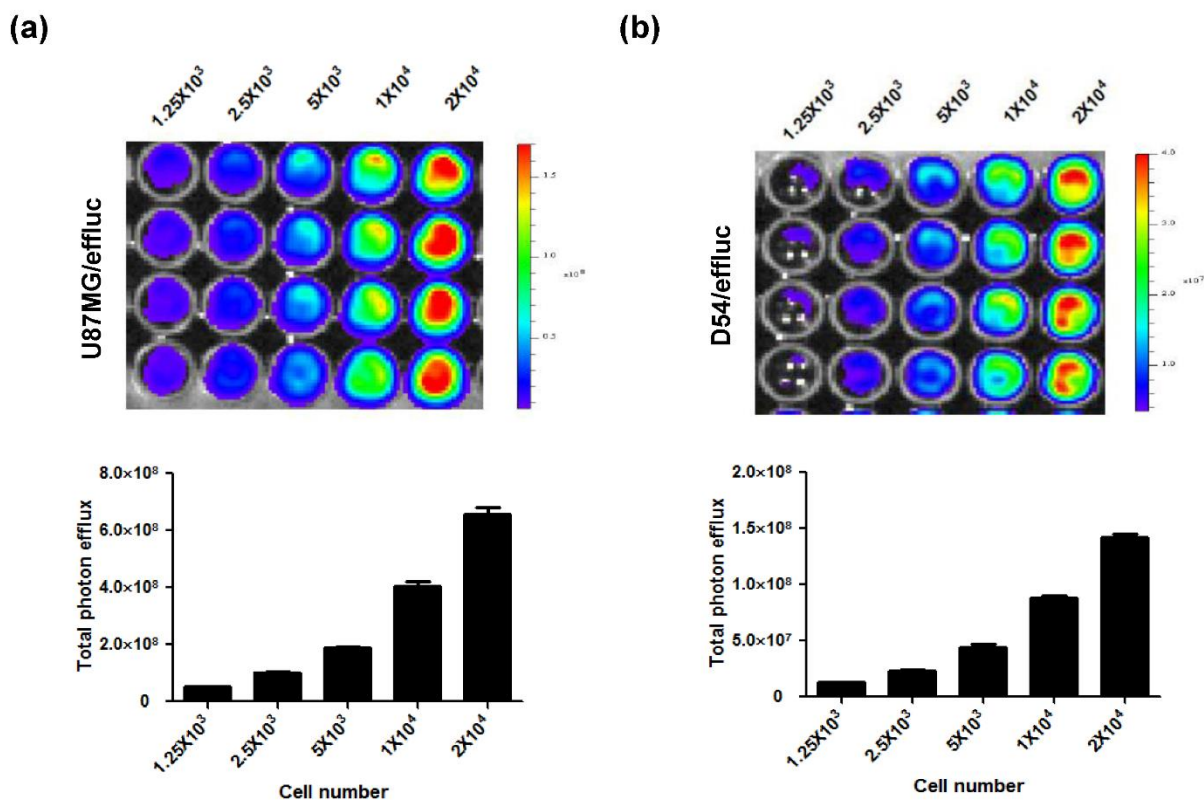 (a)
1.25X10³ 2.5X10³ 5X10³ 1X10⁴ 2X10⁴
U87MG/effluc
1.5
1.0
x10⁸
0.5
8.0×10⁸
6.0×10⁸
4.0×10⁸
2.0×10⁸
0
Total photon efflux
1.25X10³ 2.5X10³ 5X10³ 1X10⁴ 2X10⁴
Cell number
(b)
1.25X10³ 2.5X10³ 5X10³ 1X10⁴ 2X10⁴
D54/effluc
4.0
3.0
x10⁷
2.0
1.0
2.0×10⁸
1.5×10⁸
1.0×10⁸
5.0×10⁷
0
Total photon efflux
1.25X10³ 2.5X10³ 5X10³ 1X10⁴ 2X10⁴
Cell number